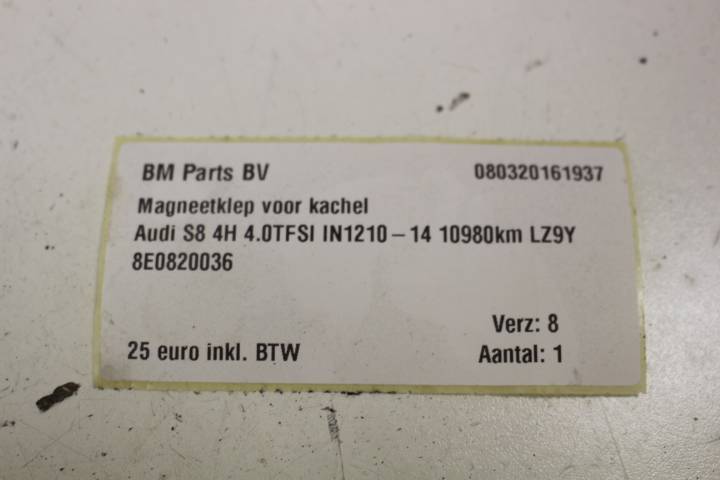 BM Parts BV 080320161937
Magneetklep voor kachel
Audi S8 4H 4.0TFSI IN1210-14 10980km LZ9Y
8E0820036
Verz: 8
25 euro inkl. BTW Aantal: 1